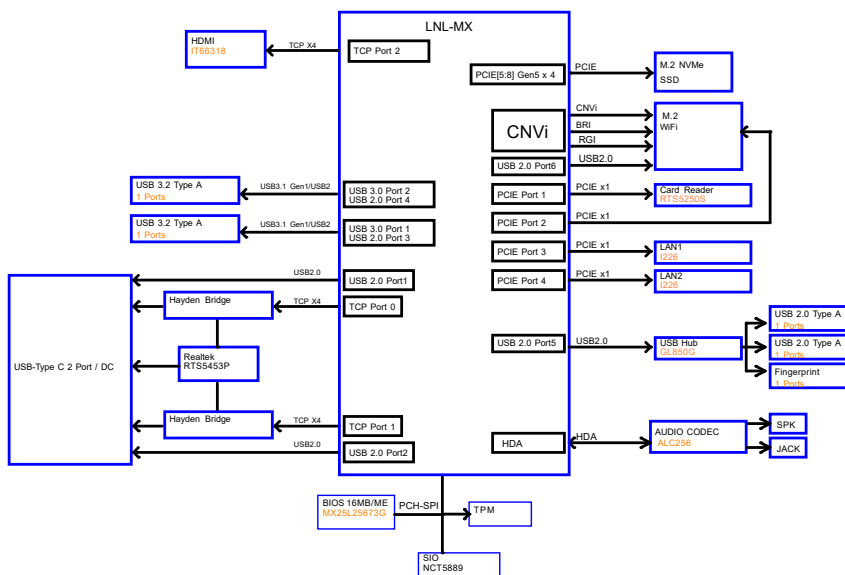 LNL-MX
HDMI
IT66318
TCP X4
TCP Port 2
PCIE[5:8] Gen5 x 4
PCIE
M.2 NVMe
SSD
CNVi
CNVi
BRI
RGI
M.2
WiFi
USB 2.0 Port6
USB2.0
USB 3.2 Type A
1 Ports
USB3.1 Gen1/USB2
USB 3.0 Port 2
USB 2.0 Port 4
PCIE Port 1
PCIE x1
Card Reader
RTS5250S
USB 3.2 Type A
1 Ports
USB3.1 Gen1/USB2
USB 3.0 Port 1
USB 2.0 Port 3
PCIE Port 2
PCIE x1
PCIE Port 3
PCIE x1
LAN1
I226
USB2.0
USB 2.0 Port1
PCIE Port 4
PCIE x1
LAN2
I226
Hayden Bridge
TCP X4
TCP Port 0
USB-Type C 2 Port / DC
Realtek
RTS5453P
USB 2.0 Port5
USB2.0
USB Hub
GL850G
USB 2.0 Type A
1 Ports
USB 2.0 Type A
1 Ports
Fingerprint
1 Ports
Hayden Bridge
TCP X4
TCP Port 1
USB2.0
USB 2.0 Port2
HDA
HDA
AUDIO CODEC
ALC256
SPK
JACK
BIOS 16MB/ME
MX25L25673G
PCH-SPI
TPM
SIO
NCT5889